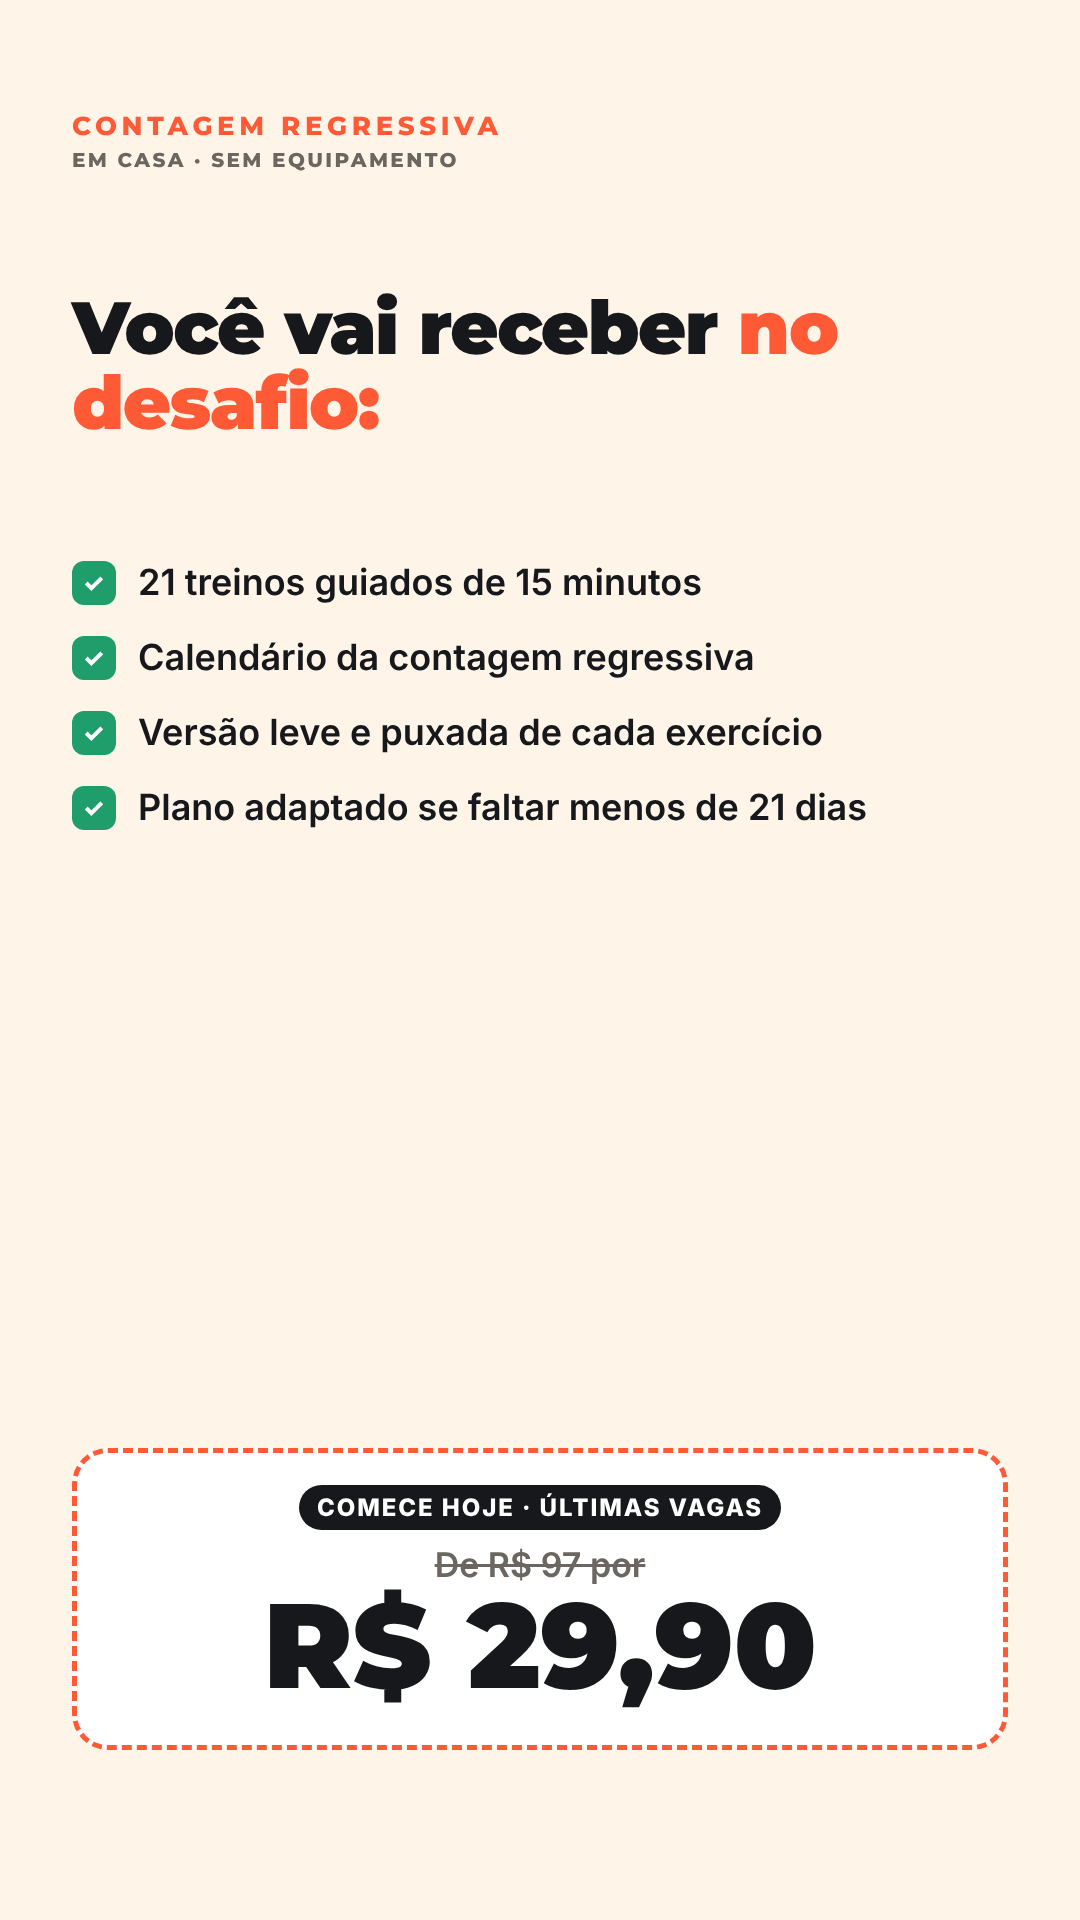 CONTAGEM REGRESSIVA
EM CASA · SEM EQUIPAMENTO
Você vai receber no
desafio:
21 treinos guiados de 15 minutos
Calendário da contagem regressiva
Versão leve e puxada de cada exercício
Plano adaptado se faltar menos de 21 dias
COMECE HOJE · ÚLTIMAS VAGAS
De R$ 97 por
R$ 29,90